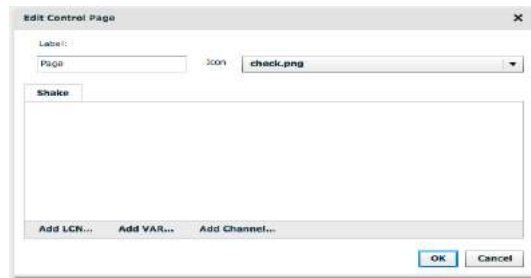 Edit Control Page
Label:
Page
Icon
check.png
Shake
Add LCN...
Add VAR...
Add Channel...
OK
Cancel